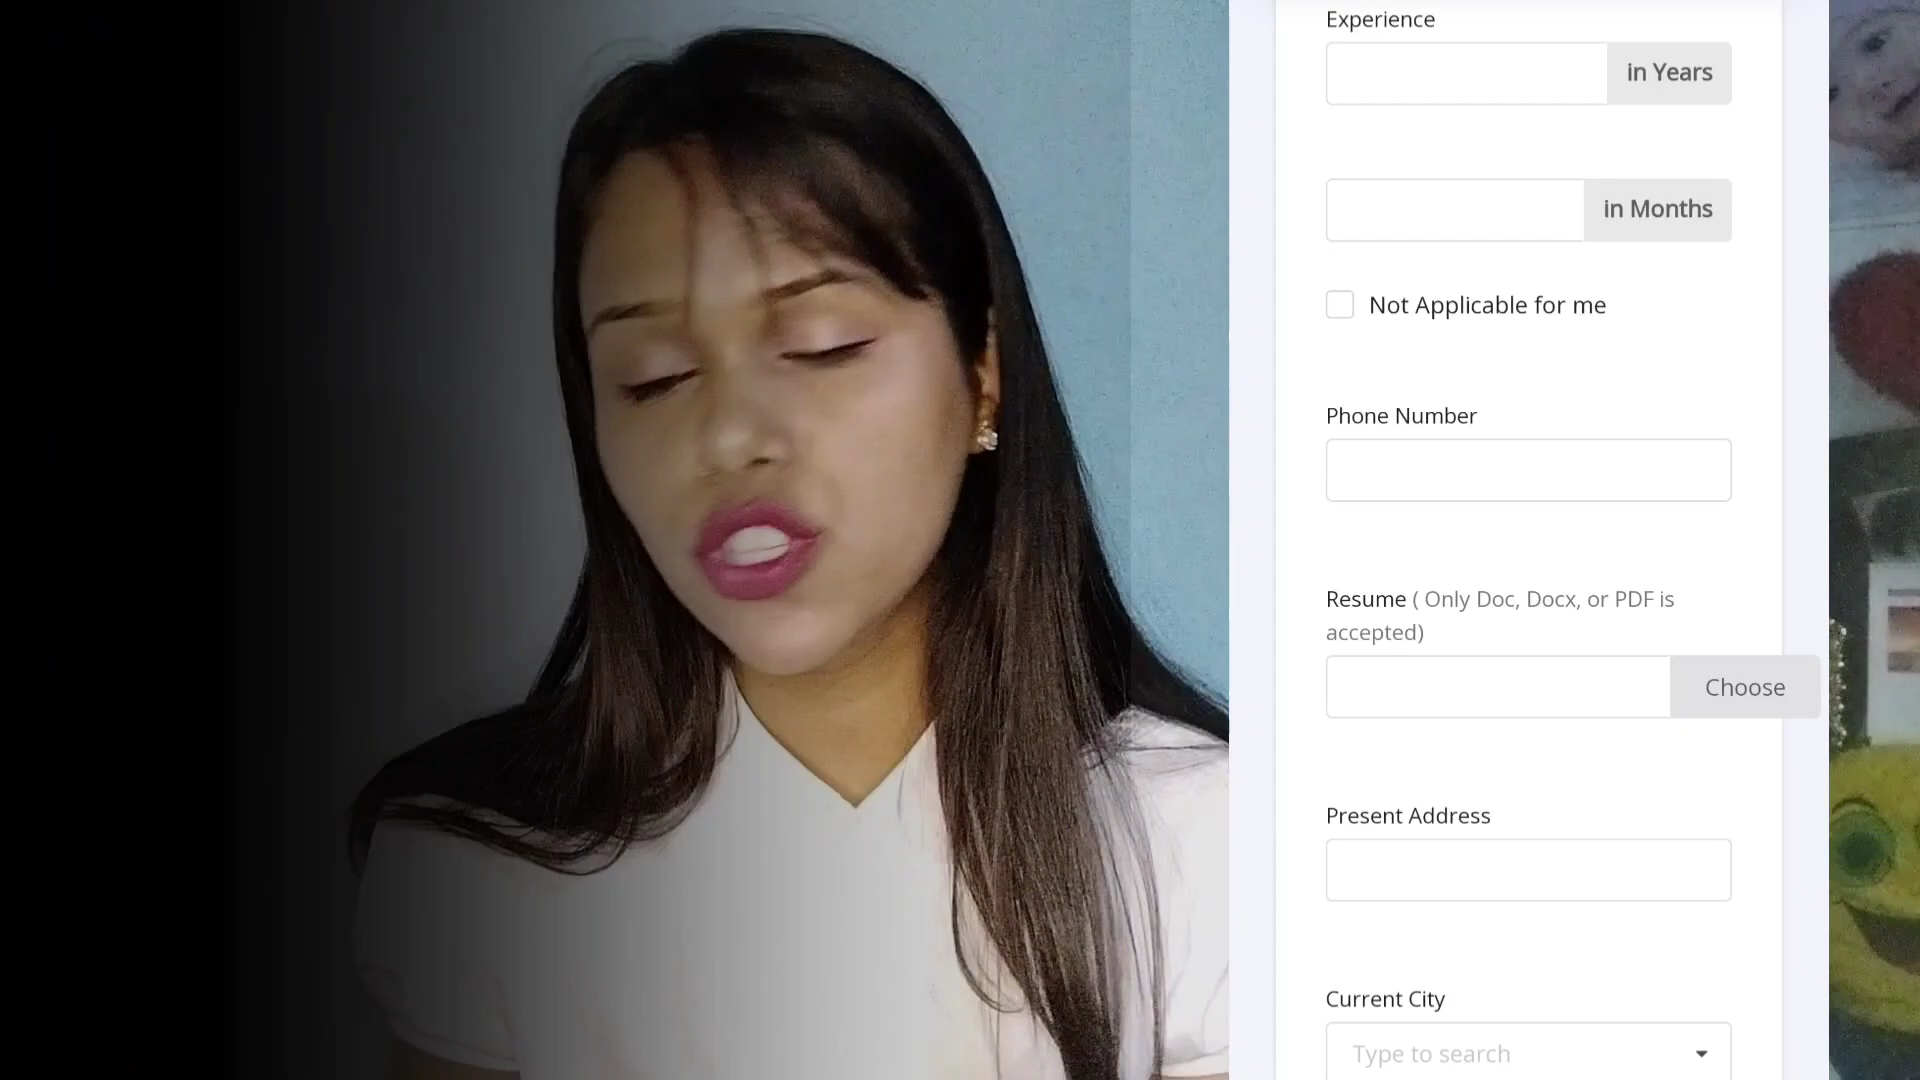 Experience
in Years
in Months
Not Applicable for me
Phone Number
Resume ( Only Doc, Docx, or PDF is
accepted)
Choose
Present Address
Current City
Type to search